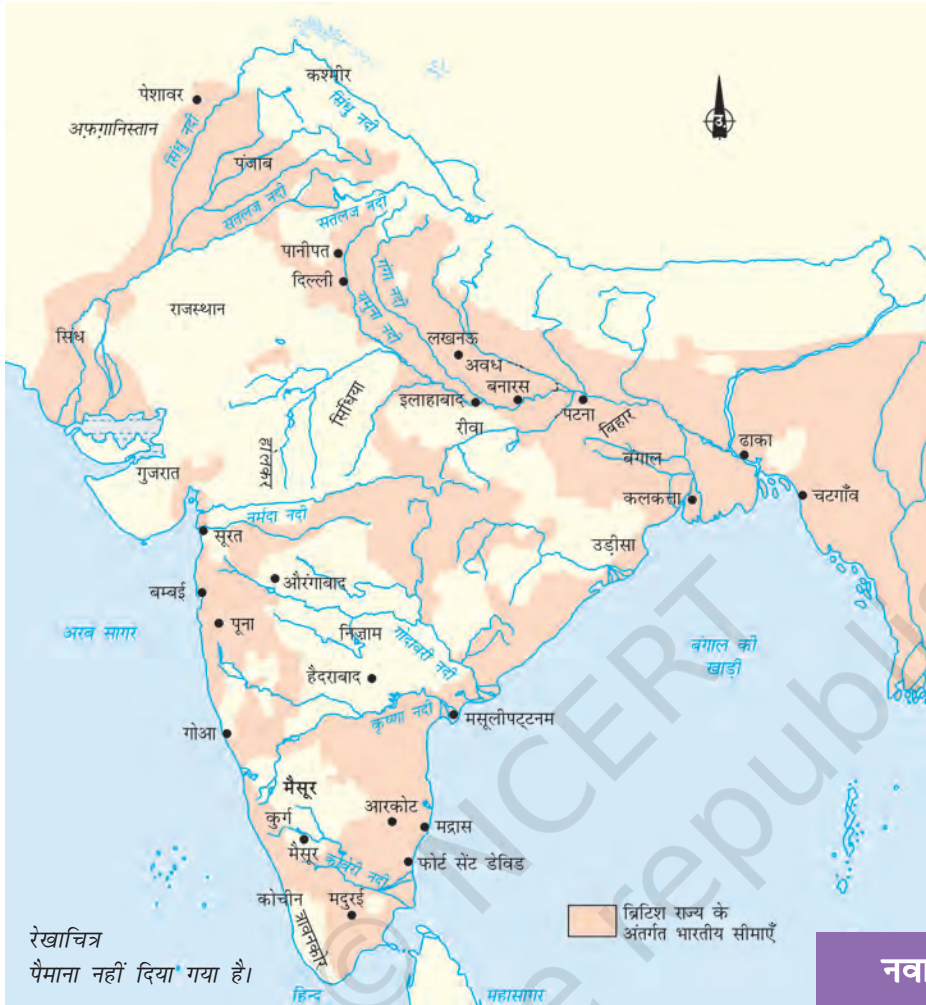 कश्मीर
पेशावर
सिंधु नदी
अफ़ग़ानिस्तान
सिंधु नदी
उ
पंजाब
सतलज नदी
सतलज नदी
पानीपत
दिल्ली
गंगा नदी
यमुना नदी
राजस्थान
सिंध
लखनऊ
अवध
बनारस
इलाहाबाद
पटना
सिंधिया
रीवा
बिहार
होलकर
बंगाल
ढाका
गुजरात
कलकत्ता
चटगाँव
नर्मदा नदी
सूरत
उड़ीसा
औरंगाबाद
बम्बई
पूना
अरब सागर
निज़ाम
गोदावरी नदी
बंगाल की
खाड़ी
हैदराबाद
कृष्णा नदी
मसूलीपट्टनम
गोआ
मैसूर
आरकोट
कुर्ग
मद्रास
मैसूर
कावेरी नदी
फोर्ट सेंट डेविड
कोचीन
मदुरई
त्रावनकोर
ब्रिटिश राज्य के
अंतर्गत भारतीय सीमाएँ
रेखाचित्र
पैमाना नहीं दिया गया है।
हिन्द
महासागर
नवा
© NCERT
e republi